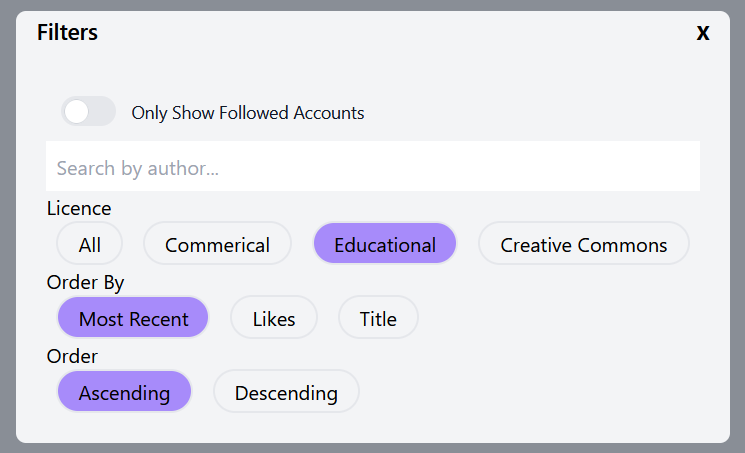 Filters X
Only Show Followed Accounts
Search by author...
Licence
All Commerical Educational Creative Commons
Order By
Most Recent Likes Title
Order
Ascending Descending